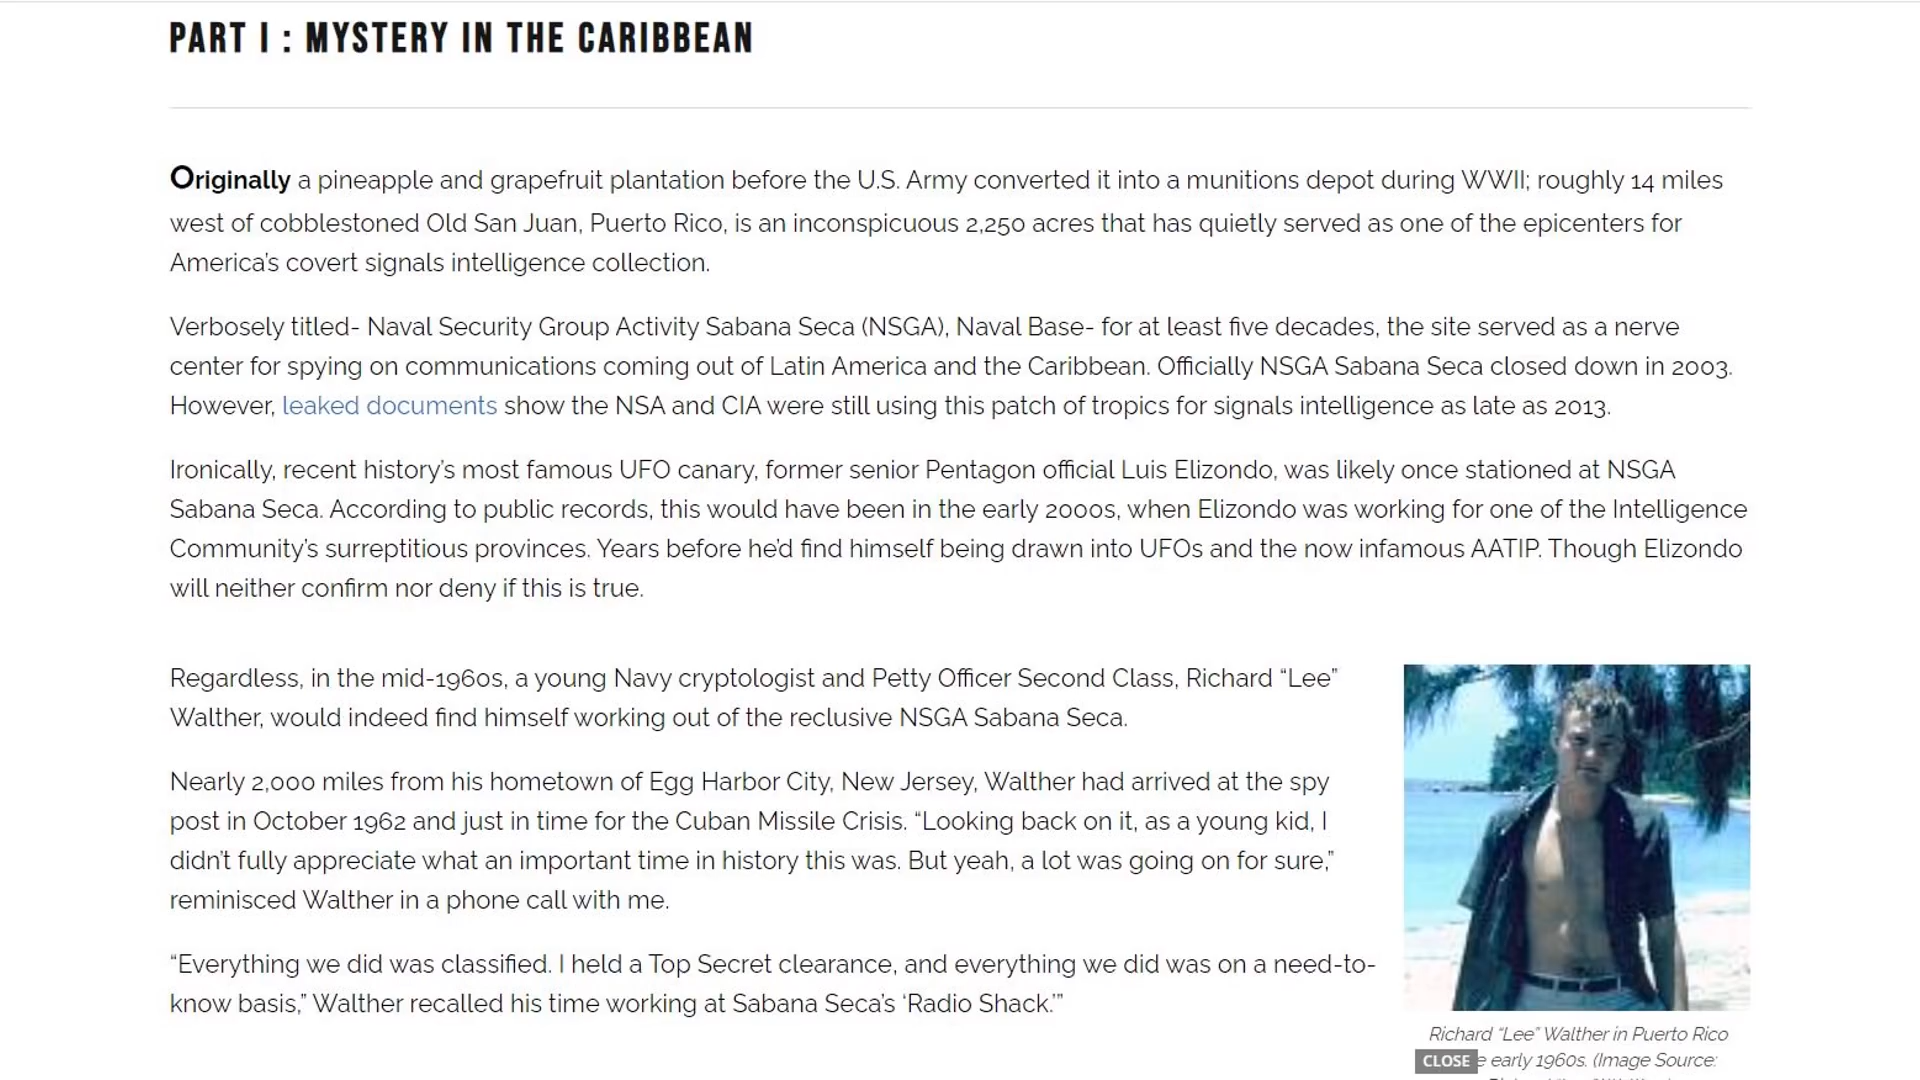 PART I : MYSTERY IN THE CARIBBEAN
Originally a pineapple and grapefruit plantation before the U.S. Army converted it into a munitions depot during WWII; roughly 14 miles
west of cobblestoned Old San Juan, Puerto Rico, is an inconspicuous 2,250 acres that has quietly served as one of the epicenters for
America’s covert signals intelligence collection.
Verbosely titled- Naval Security Group Activity Sabana Seca (NSGA), Naval Base- for at least five decades, the site served as a nerve
center for spying on communications coming out of Latin America and the Caribbean. Officially NSGA Sabana Seca closed down in 2003.
However, leaked documents show the NSA and CIA were still using this patch of tropics for signals intelligence as late as 2013.
Ironically, recent history’s most famous UFO canary, former senior Pentagon official Luis Elizondo, was likely once stationed at NSGA
Sabana Seca. According to public records, this would have been in the early 2000s, when Elizondo was working for one of the Intelligence
Community’s surreptitious provinces. Years before he’d find himself being drawn into UFOs and the now infamous AATIP. Though Elizondo
will neither confirm nor deny if this is true.
Regardless, in the mid-1960s, a young Navy cryptologist and Petty Officer Second Class, Richard “Lee”
Walther, would indeed find himself working out of the reclusive NSGA Sabana Seca.
Nearly 2,000 miles from his hometown of Egg Harbor City, New Jersey, Walther had arrived at the spy
post in October 1962 and just in time for the Cuban Missile Crisis. “Looking back on it, as a young kid, I
didn’t fully appreciate what an important time in history this was. But yeah, a lot was going on for sure,”
reminisced Walther in a phone call with me.
“Everything we did was classified. I held a Top Secret clearance, and everything we did was on a need-to-
know basis,” Walther recalled his time working at Sabana Seca’s ‘Radio Shack.’”
Richard “Lee” Walther in Puerto Rico
CLOSE e early 1960s. (Image Source: